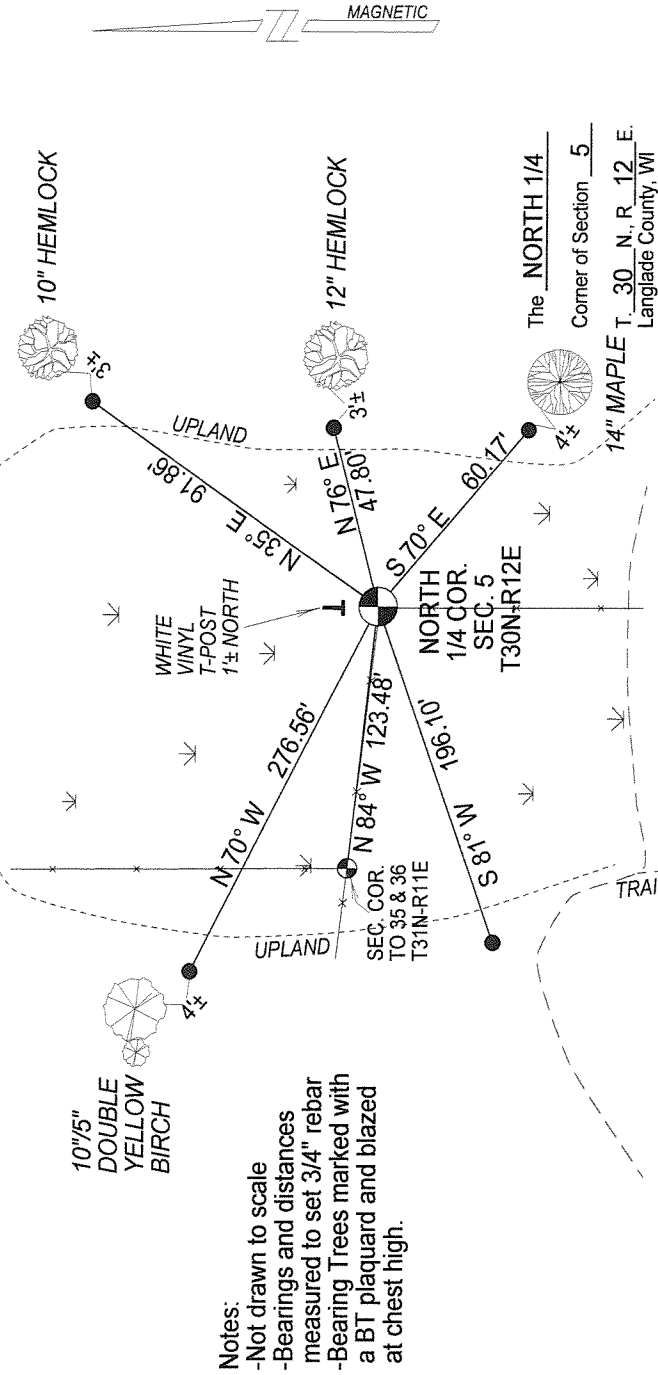 MAGNETIC
10" HEMLOCK
3'±
UPLAND
N 35° E 91.86'
12" HEMLOCK
3'±
N 76° E
47.80'
The NORTH 1/4
Corner of Section 5
T. 30 N., R 12 E.
Langlade County, WI
14" MAPLE
4'±
S 70° E 60.17'
WHITE
VINYL
T-POST
1'± NORTH
NORTH
1/4 COR.
SEC. 5
T30N-R12E
N 70° W 276.56'
N 84° W 123.48'
S 81° W 196.10'
SEC. COR.
TO 35 & 36
T31N-R11E
UPLAND
TRAI
4'±
10"/5"
DOUBLE
YELLOW
BIRCH
Notes:
-Not drawn to scale
-Bearings and distances
measured to set 3/4" rebar
-Bearing Trees marked with
a BT plaquard and blazed
at chest high.